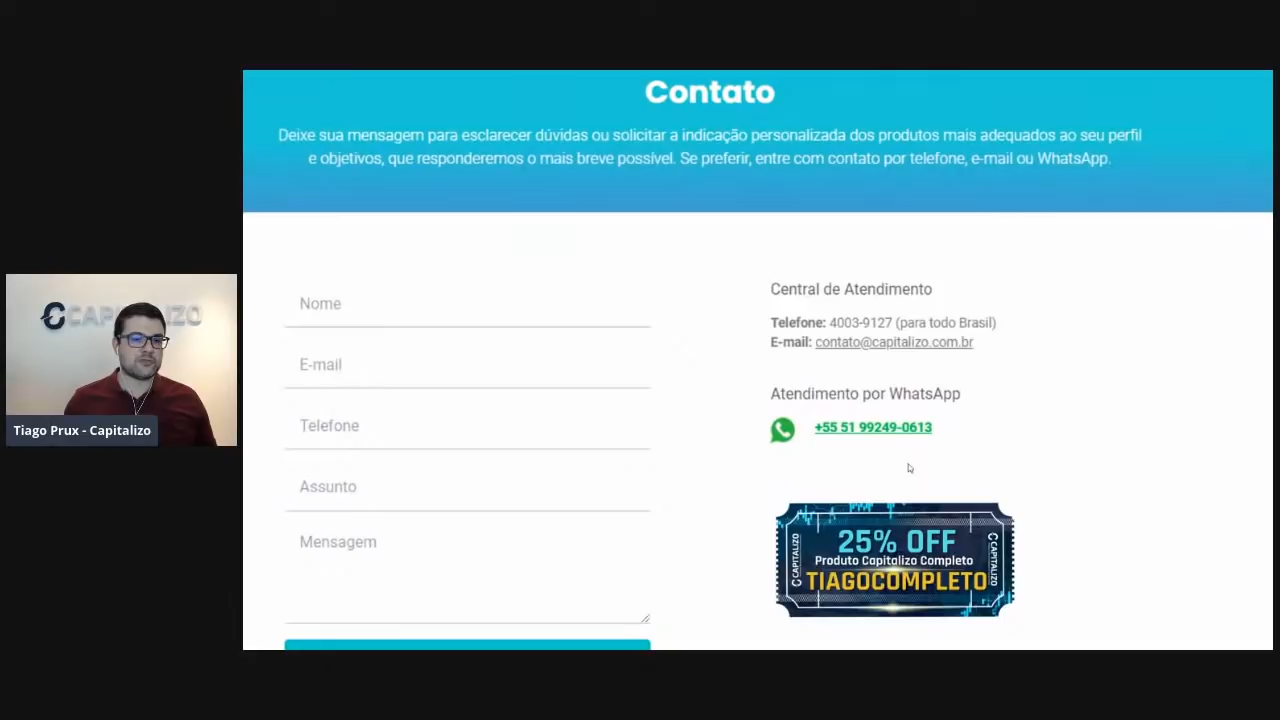 Contato
Deixe sua mensagem para esclarecer dúvidas ou solicitar a indicação personalizada dos produtos mais adequados ao seu perfil
e objetivos, que responderemos o mais breve possível. Se preferir, entre com contato por telefone, e-mail ou WhatsApp.
Nome
E-mail
Telefone
Assunto
Mensagem
Central de Atendimento
Telefone: 4003-9127 (para todo Brasil)
E-mail: contato@capitalizo.com.br
Atendimento por WhatsApp
+55 51 99249-0613
CAPITALIZO
25% OFF
Produto Capitalizo Completo
TIAGOCOMPLETO
CAPITALIZO
CAPITALIZO
Tiago Prux - Capitalizo